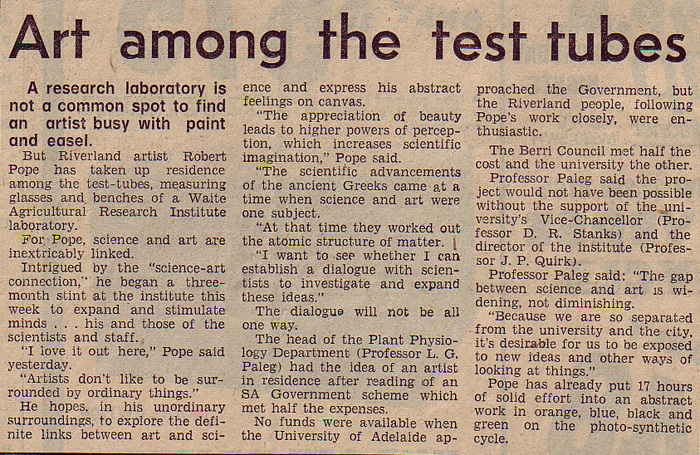 Art among the test tubes
A research laboratory is
not a common spot to find
an artist busy with paint
and easel.
But Riverland artist Robert
Pope has taken up residence
among the test-tubes, measuring
glasses and benches of a Waite
Agricultural Research Institute
laboratory.
For Pope, science and art are
inextricably linked.
Intrigued by the "science-art
connection," he began a three-
month stint at the institute this
week to expand and stimulate
minds . . . his and those of the
scientists and staff.
"I love it out here," Pope said
yesterday.
"Artists don't like to be sur-
rounded by ordinary things."
He hopes, in his unordinary
surroundings, to explore the defi-
nite links between art and sci-
ence and express his abstract
feelings on canvas.
"The appreciation of beauty
leads to higher powers of percep-
tion, which increases scientific
imagination," Pope said.
"The scientific advancements
of the ancient Greeks came at a
time when science and art were
one subject.
"At that time they worked out
the atomic structure of matter.
"I want to see whether I can
establish a dialogue with scien-
tists to investigate and expand
these ideas."
The dialogue will not be all
one way.
The head of the Plant Physio-
logy Department (Professor L. G.
Paleg) had the idea of an artist
in residence after reading of an
SA Government scheme which
met half the expenses.
No funds were available when
the University of Adelaide ap-
proached the Government, but
the Riverland people, following
Pope's work closely, were en-
thusiastic.
The Berri Council met half the
cost and the university the other.
Professor Paleg said the pro-
ject would not have been possible
without the support of the uni-
versity's Vice-Chancellor (Pro-
fessor D. R. Stanks) and the
director of the institute (Profes-
sor J. P. Quirk).
Professor Paleg said: "The gap
between science and art is wi-
dening, not diminishing.
"Because we are so separated
from the university and the city,
it's desirable for us to be exposed
to new ideas and other ways of
looking at things."
Pope has already put 17 hours
of solid effort into an abstract
work in orange, blue, black and
green on the photo-synthetic
cycle.